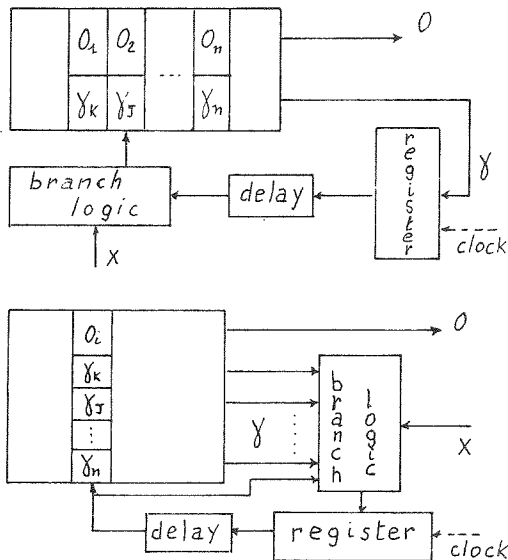 O₁ O₂ Oₙ
...
γK γJ γn
O
branch
logic
X
delay
register
γ
clock
Oᵢ
γK
γJ
⋮
γn
O
γ
branch
logic
X
delay
register
clock